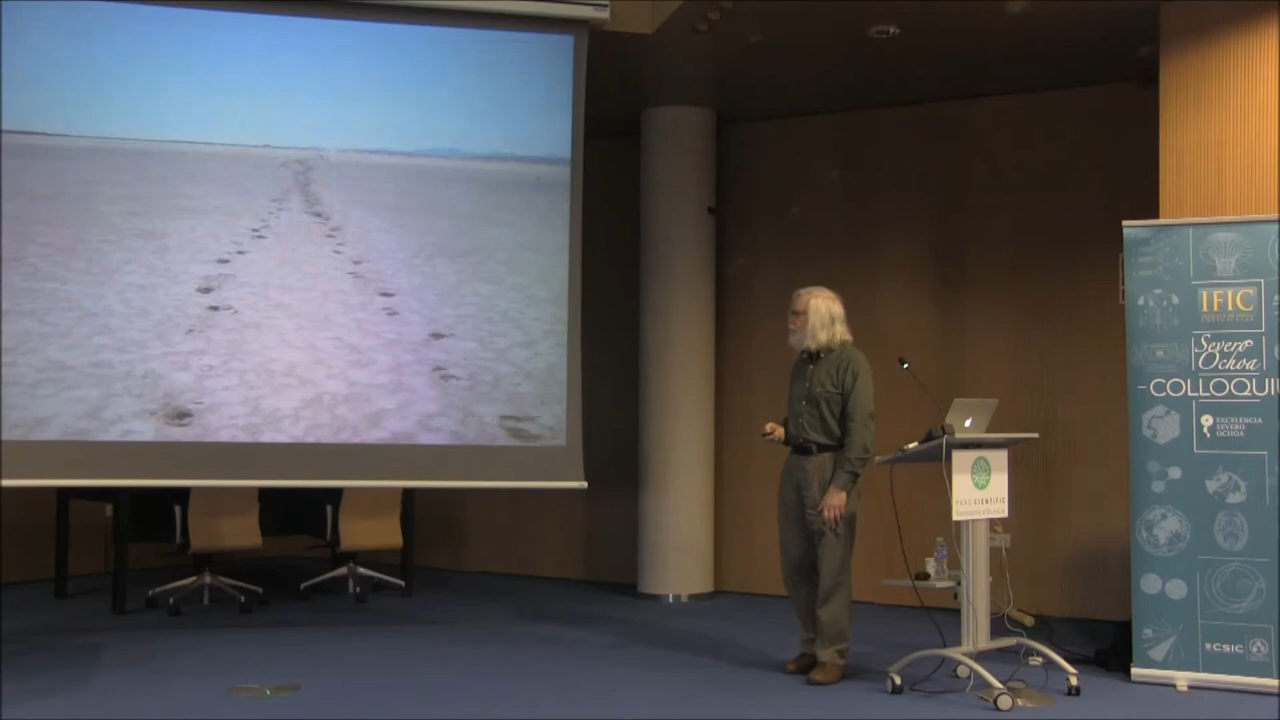 IFIC
Severo
Ochoa
-COLLOQUI
EXCELENCIA
SEVERO
OCHOA
PARC CIENTÍFIC
CSIC